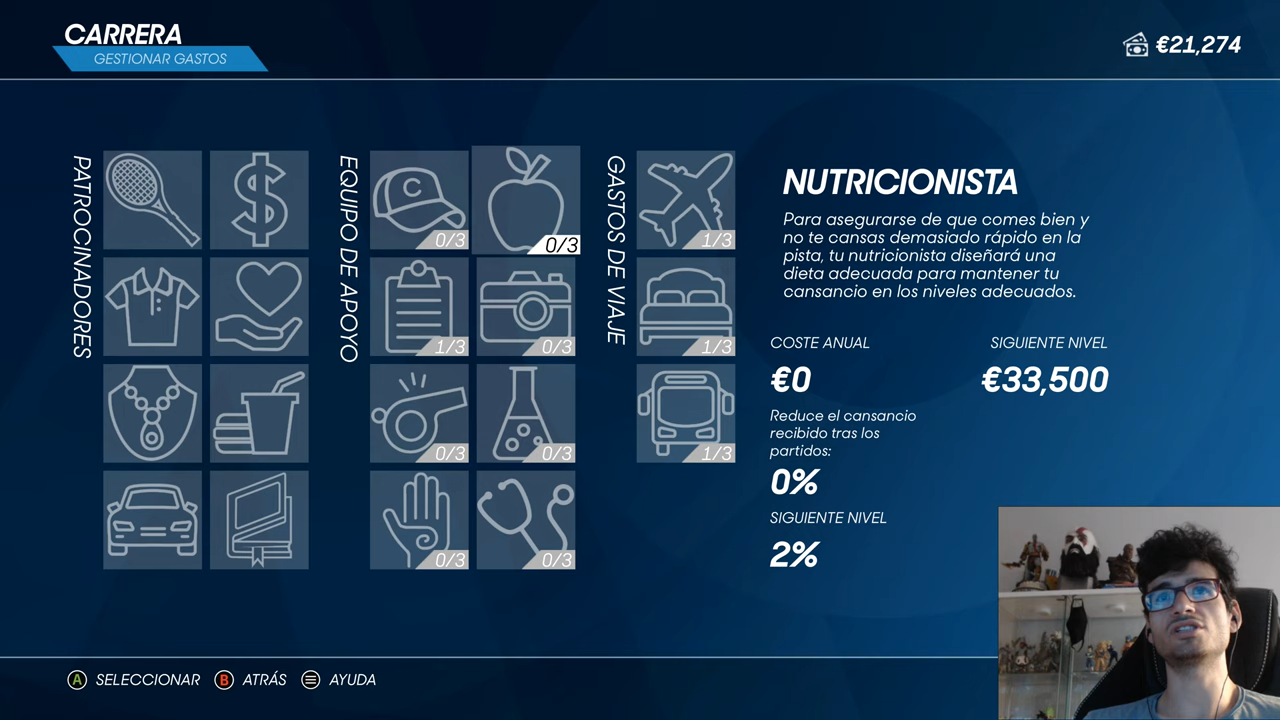 CARRERA
GESTIONAR GASTOS
€21,274
PATROCINADORES
EQUIPO DE APOYO
C
0/3
0/3
1/3
0/3
0/3
0/3
0/3
0/3
GASTOS DE VIAJE
1/3
1/3
1/3
NUTRICIONISTA
Para asegurarse de que comes bien y
no te cansas demasiado rápido en la
pista, tu nutricionista diseñará una
dieta adecuada para mantener tu
cansancio en los niveles adecuados.
COSTE ANUAL
SIGUIENTE NIVEL
€0
€33,500
Reduce el cansancio
recibido tras los
partidos:
0%
SIGUIENTE NIVEL
2%
A SELECCIONAR B ATRÁS AYUDA